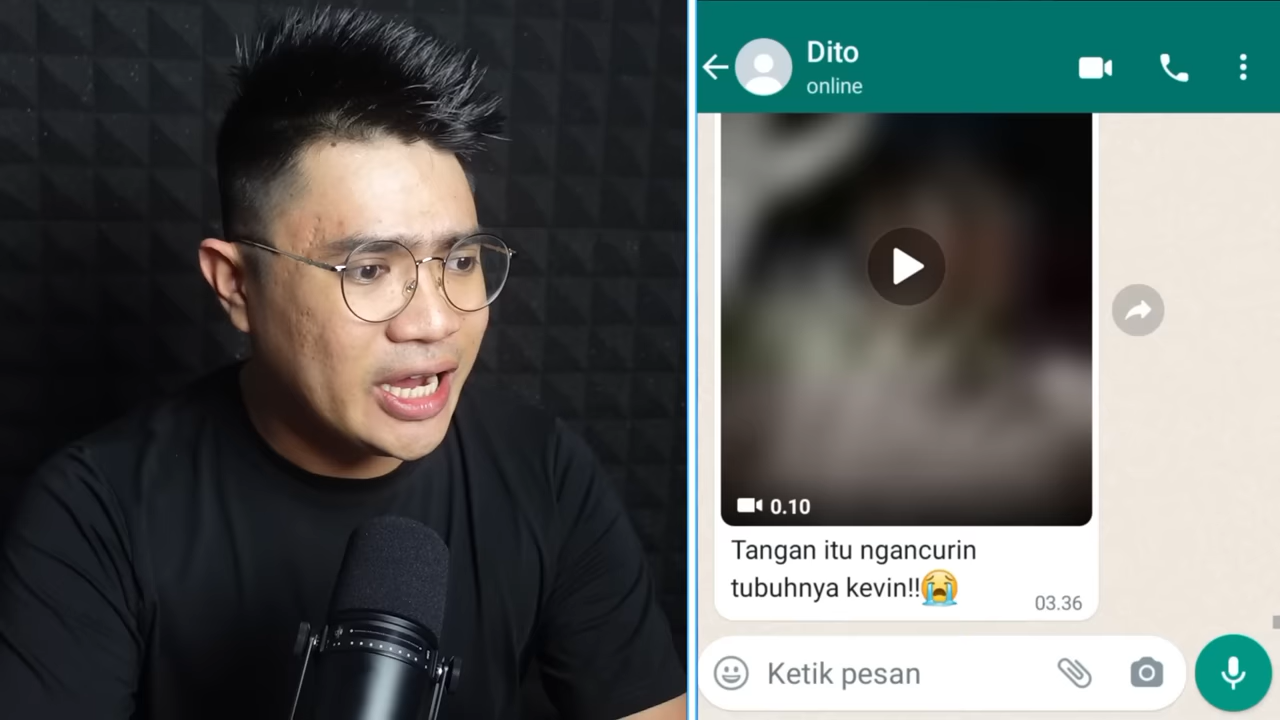 Dito
online
0.10
Tangan itu ngancurin
tubuhnya kevin!!😭
03.36
Ketik pesan